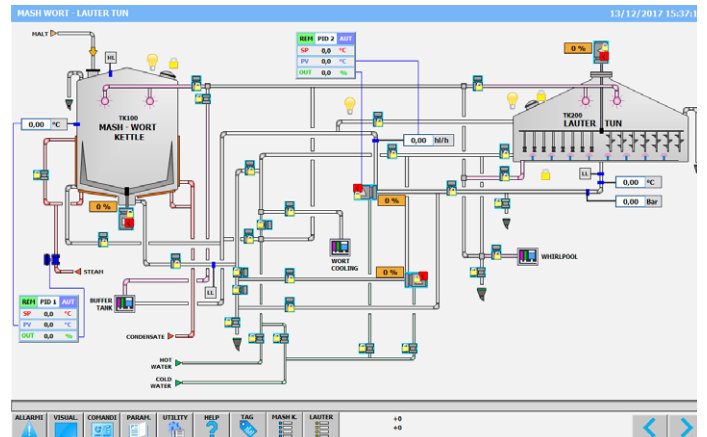 MASH WORT - LAUTER TUN
13/12/2017 15:37:1
MALT
HL
REM PID 2 AUT
SP 0,0 °C
PV 0,0 °C
OUT 0,0 %
0 %
TK100
MASH - WORT
KETTLE
0,00 °C
TK200
LAUTER TUN
0,00 hl/h
LL
0,00 °C
0,00 Bar
0 %
0 %
WORT
COOLING
WHIRLPOOL
0 %
STEAM
LL
BUFFER
TANK
REM PID 1 AUT
SP 0,0 °C
PV 0,0 °C
OUT 0,0 %
CONDENSATE
HOT
WATER
COLD
WATER
ALLARMI VISUAL. COMANDI PARAM. UTILITY HELP TAG MASH K. LAUTER
+0
+0